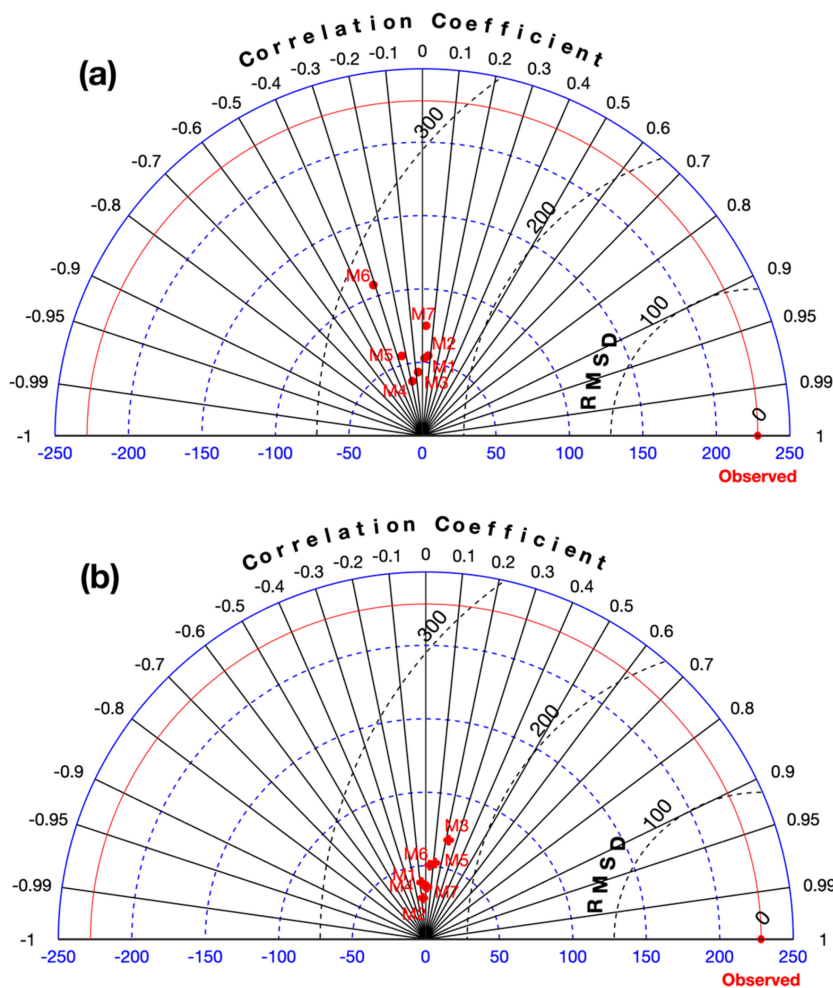 Correlation Coefficient
(a)
-0.4 -0.3 -0.2 -0.1 0 0.1 0.2 0.3 0.4
-0.5 0.5
-0.6 0.6
-0.7 0.7
-0.8 0.8
-0.9 0.9
-0.95 0.95
-0.99 0.99
-1 1
300
200
100
0
RMSD
M6
M7
M2
M5
M1
M4 M3
-250 -200 -150 -100 -50 0 50 100 150 200 250
Observed
Correlation Coefficient
(b)
-0.4 -0.3 -0.2 -0.1 0 0.1 0.2 0.3 0.4
-0.5 0.5
-0.6 0.6
-0.7 0.7
-0.8 0.8
-0.9 0.9
-0.95 0.95
-0.99 0.99
-1 1
300
200
100
0
RMSD
M3
M6 M5
M1
M4 M7
M2
-250 -200 -150 -100 -50 0 50 100 150 200 250
Observed